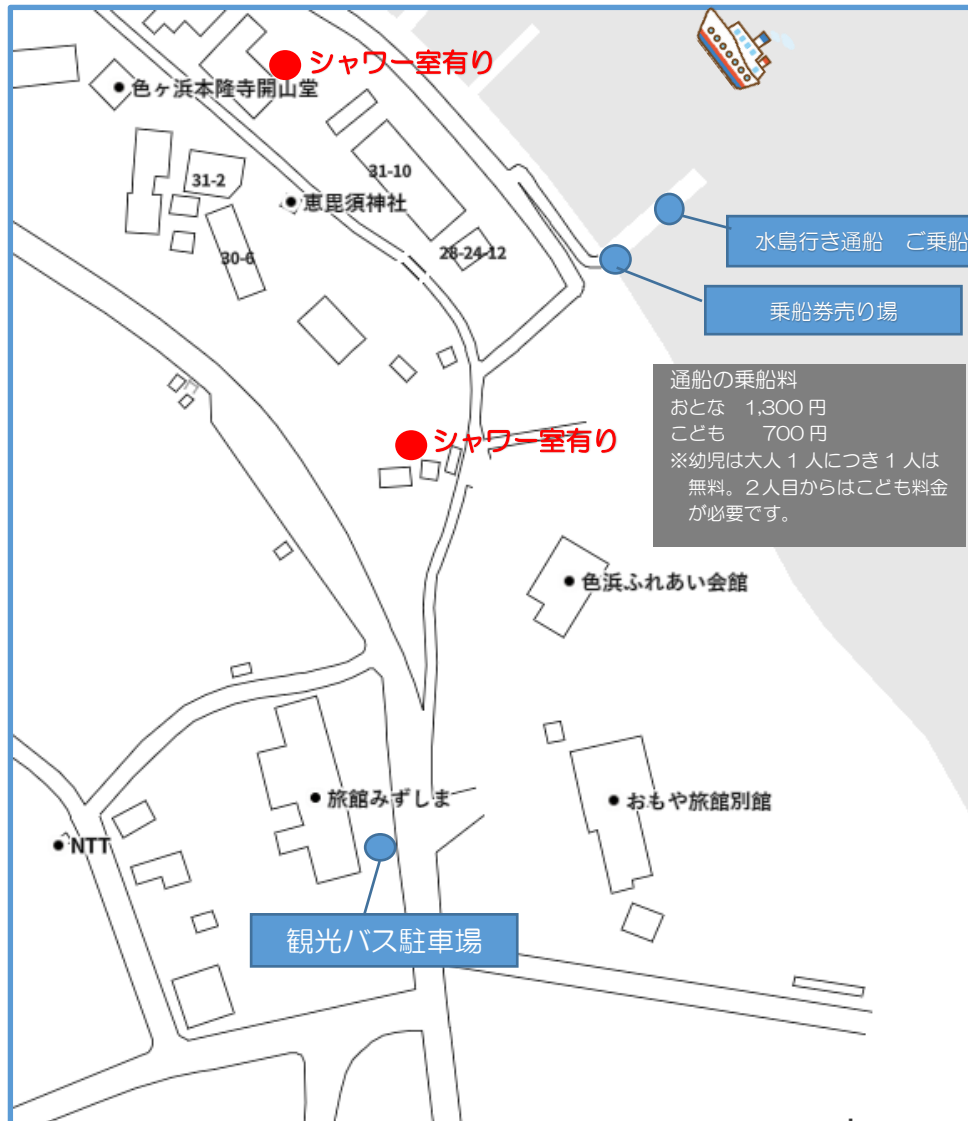 シャワー室有り
色ヶ浜本隆寺開山堂
31-10
31-2
恵毘須神社
28-24-12
30-6
水島行き通船　ご乗船
乗船券売り場
通船の乗船料
おとな　1,300 円
こども　　700 円
※幼児は大人 1 人につき 1 人は
無料。2人目からはこども料金
が必要です。
シャワー室有り
色浜ふれあい会館
旅館みずしま
おもや旅館別館
NTT
観光バス駐車場